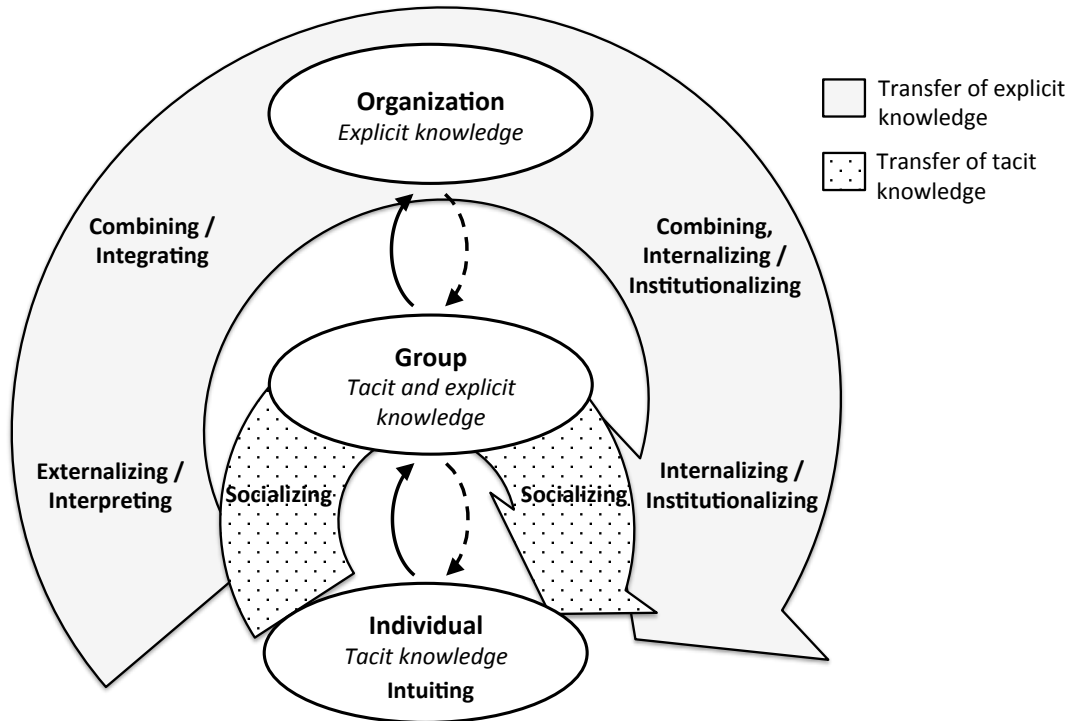 Organization
Explicit knowledge
Transfer of explicit
knowledge
Transfer of tacit
knowledge
Combining /
Integrating
Combining,
Internalizing /
Institutionalizing
Group
Tacit and explicit
knowledge
Externalizing /
Interpreting
Socializing
Socializing
Internalizing /
Institutionalizing
Individual
Tacit knowledge
Intuiting